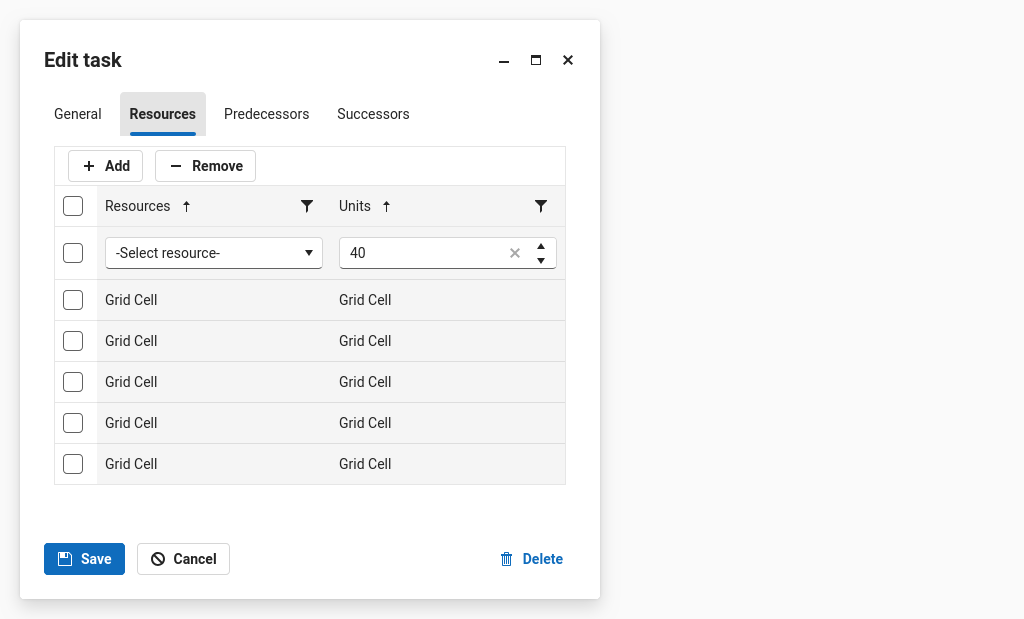 Edit task
General Resources Predecessors Successors
Add Remove
Resources Units
-Select resource- 40
Grid Cell Grid Cell
Grid Cell Grid Cell
Grid Cell Grid Cell
Grid Cell Grid Cell
Grid Cell Grid Cell
Save Cancel Delete